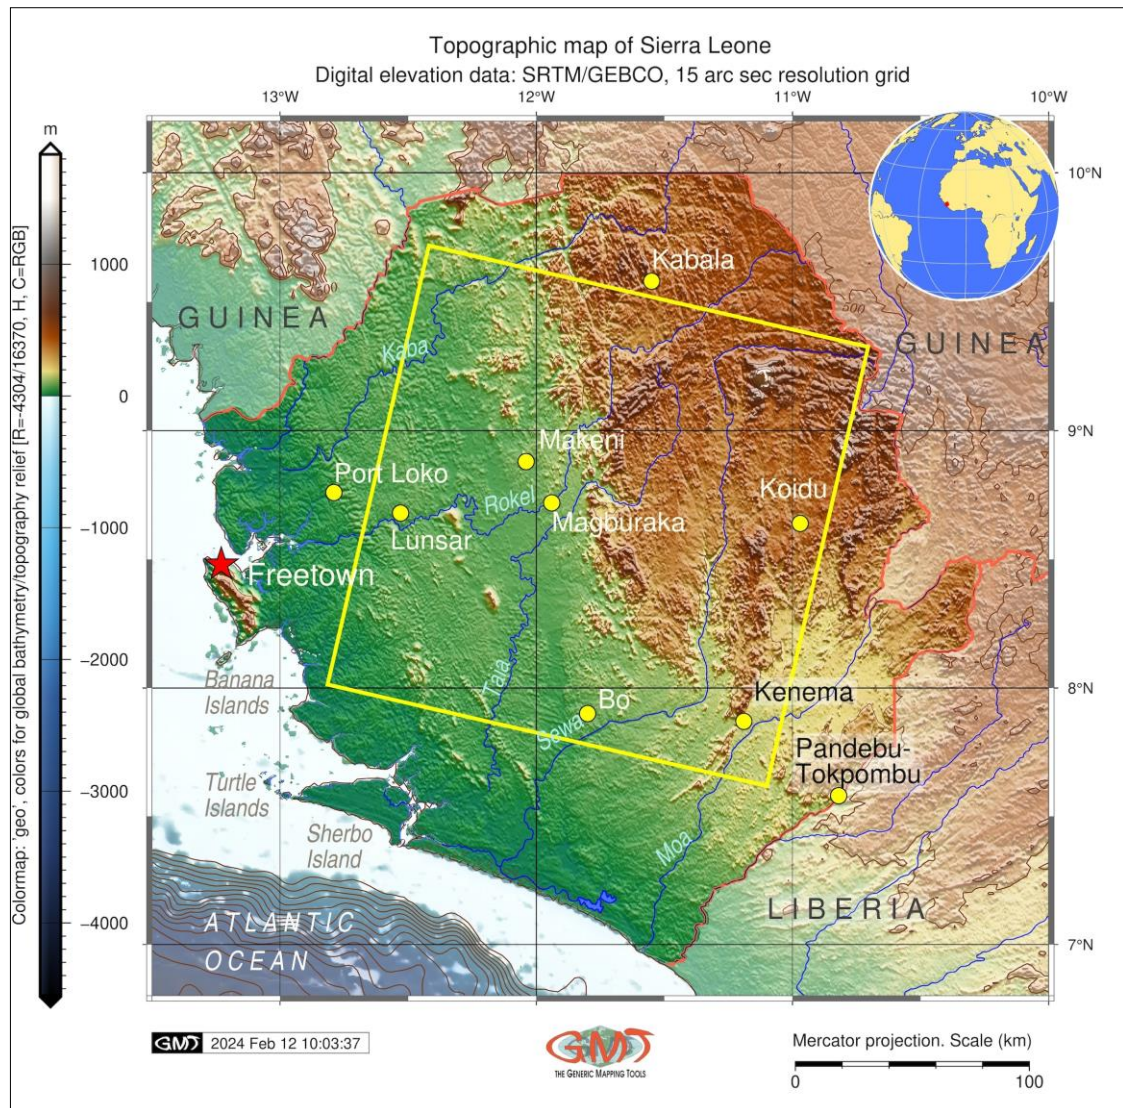 Topographic map of Sierra Leone
Digital elevation data: SRTM/GEBCO, 15 arc sec resolution grid
13°W
12°W
11°W
10°W
m
1000
0
−1000
−2000
−3000
−4000
Colormap: 'geo', colors for global bathymetry/topography relief [R=-4304/16370, H, C=RGB]
10°N
9°N
8°N
7°N
500
GUINEA
Kabala
500
GUINEA
Kaba
Makeni
Port Loko
Koidu
Rokel
Lunsar
Magburaka
Freetown
Banana
Islands
Taia
Bo
Kenema
Sewa
Pandebu-
Tokpombu
Turtle
Islands
Sherbo
Island
Moa
LIBERIA
ATLANTIC
OCEAN
GMT 2024 Feb 12 10:03:37
GMT
THE GENERIC MAPPING TOOLS
Mercator projection. Scale (km)
0
100